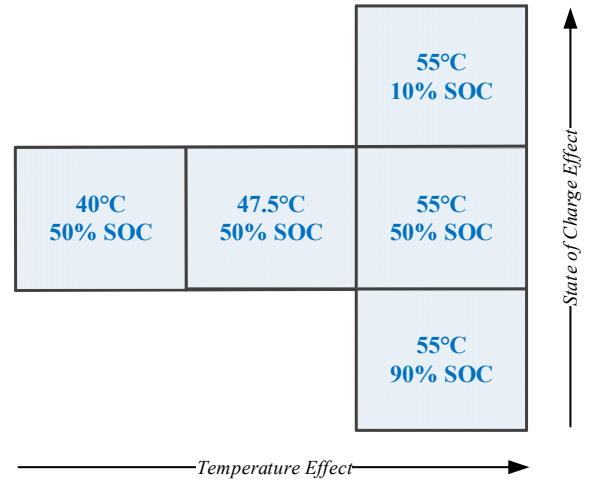 55°C
10% SOC
40°C
50% SOC
47.5°C
50% SOC
55°C
50% SOC
55°C
90% SOC
State of Charge Effect
Temperature Effect